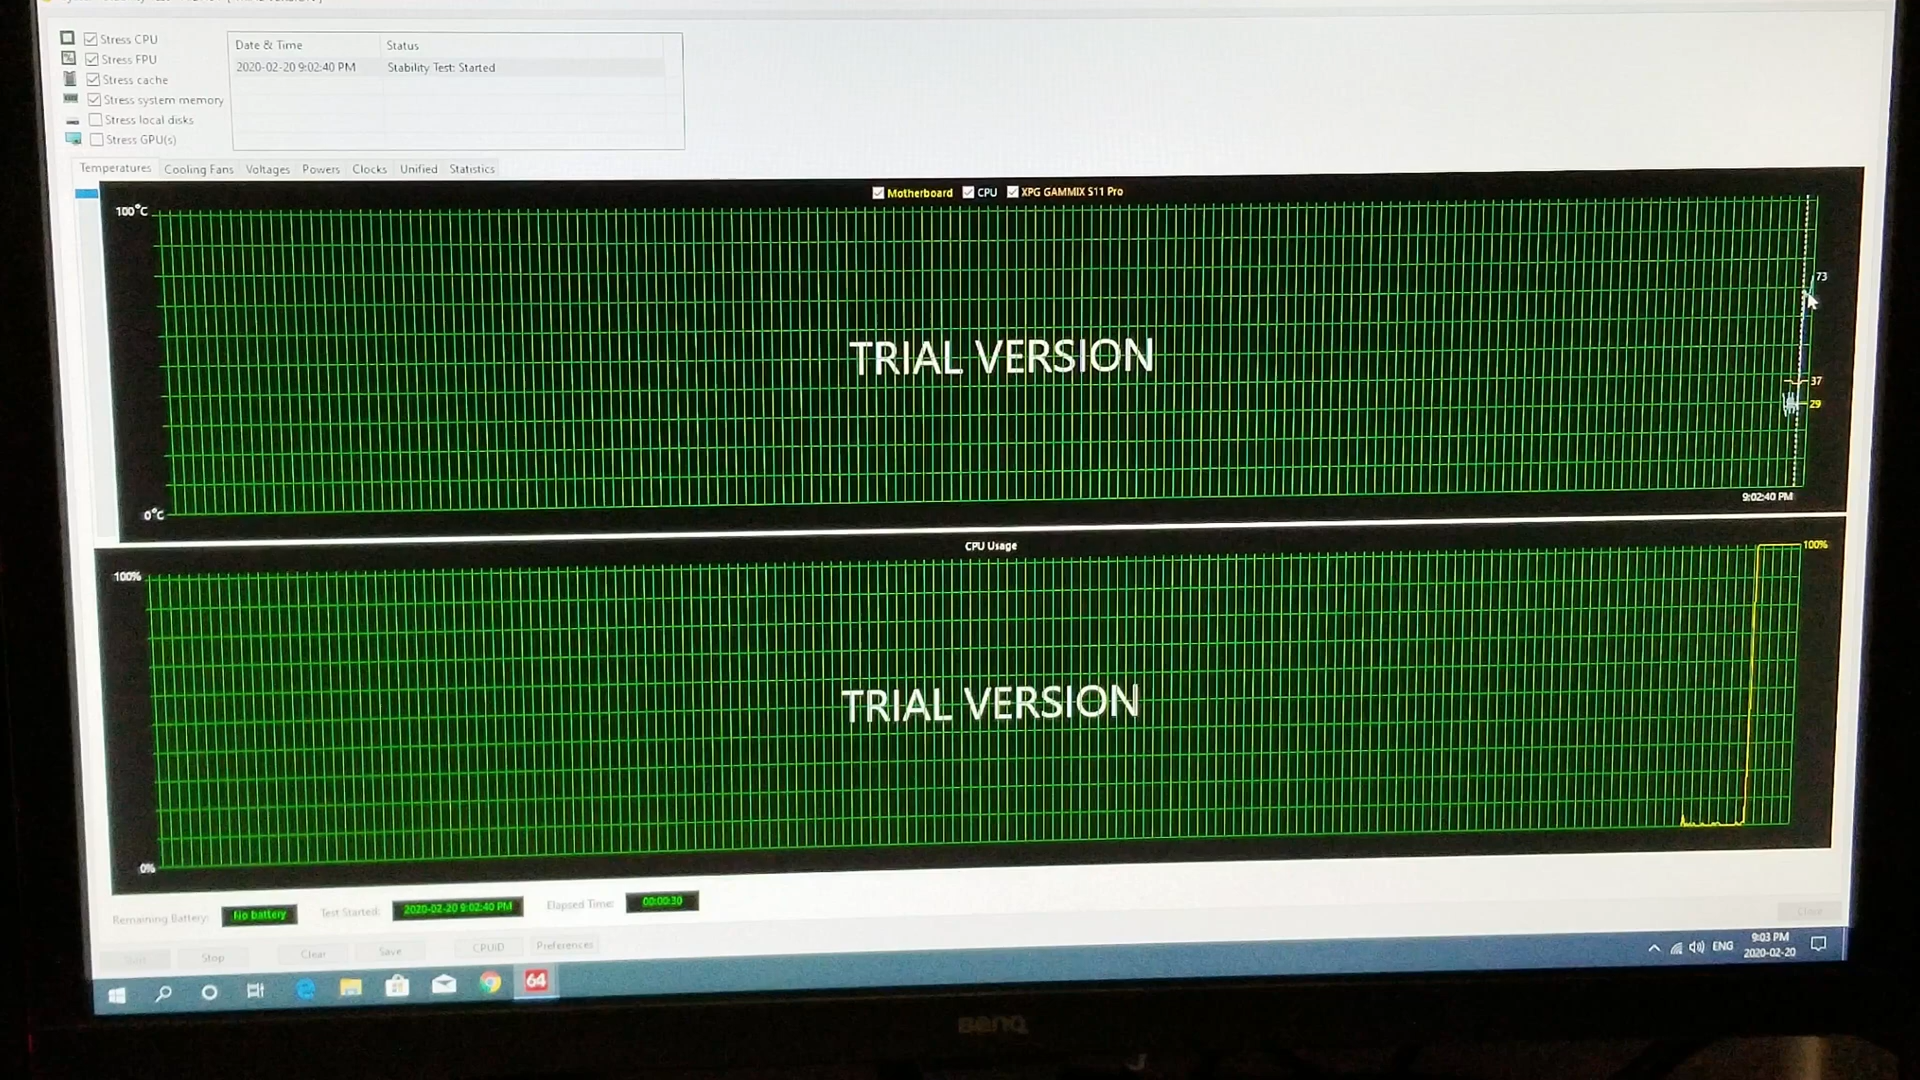 Stress CPU
Stress FPU
Stress cache
Stress system memory
Stress local disks
Stress GPU(s)
Date & Time Status
2020-02-20 9:02:40 PM Stability Test: Started
Temperatures Cooling Fans Voltages Powers Clocks Unified Statistics
Motherboard CPU XPG GAMMIX S11 Pro
100°C
73
TRIAL VERSION
37
29
9:02:40 PM
0°C
CPU Usage
100% 100%
TRIAL VERSION
0%
Remaining Battery: No battery Test Started: 2020-02-20 9:02:40 PM Elapsed Time: 00:00:30
Close
Stop Clear Save CPUID Preferences
64 ENG 9:03 PM
2020-02-20
BenQ